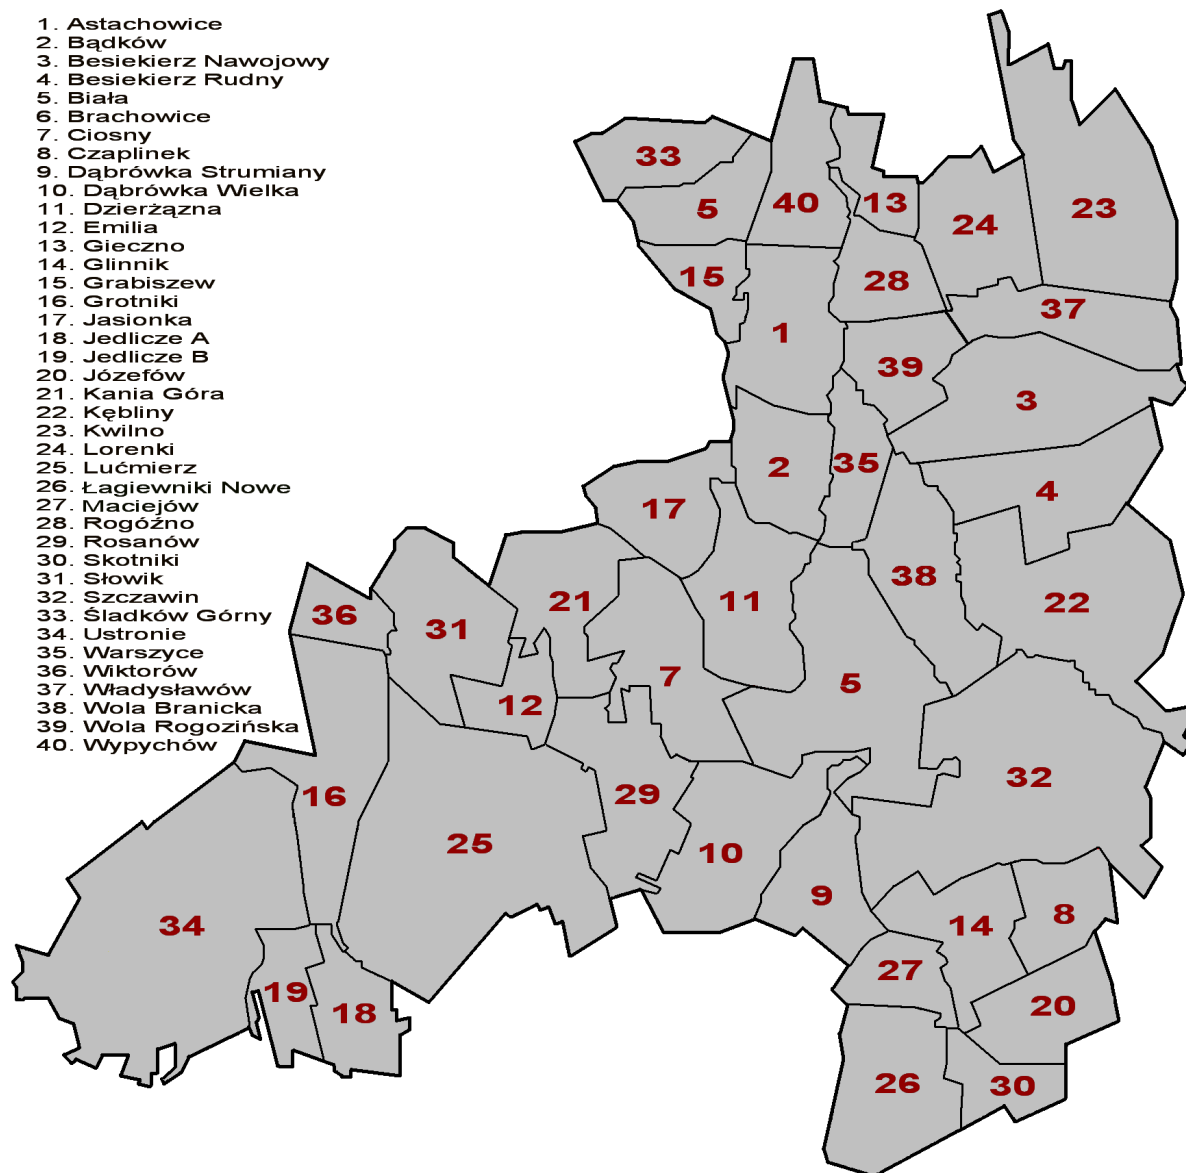 1. Astachowice
2. Bądków
3. Besiekierz Nawojowy
4. Besiekierz Rudny
5. Biała
6. Brachowice
7. Ciosny
8. Czaplinek
9. Dąbrówka Strumiany
10. Dąbrówka Wielka
11. Dzierżązna
12. Emilia
13. Gieczno
14. Glinnik
15. Grabiszew
16. Grotniki
17. Jasionka
18. Jedlicze A
19. Jedlicze B
20. Józefów
21. Kania Góra
22. Kębliny
23. Kwilno
24. Lorenki
25. Lućmierz
26. Łagiewniki Nowe
27. Maciejów
28. Rogóźno
29. Rosanów
30. Skotniki
31. Słowik
32. Szczawin
33. Śladków Górny
34. Ustronie
35. Warszyce
36. Wiktorów
37. Władysławów
38. Wola Branicka
39. Wola Rogozińska
40. Wypychów
33
5
40
13
24
23
15
28
37
1
39
3
2
35
4
17
38
22
36
31
21
11
12
7
5
32
16
29
25
10
9
14
8
34
27
19
18
20
26
30